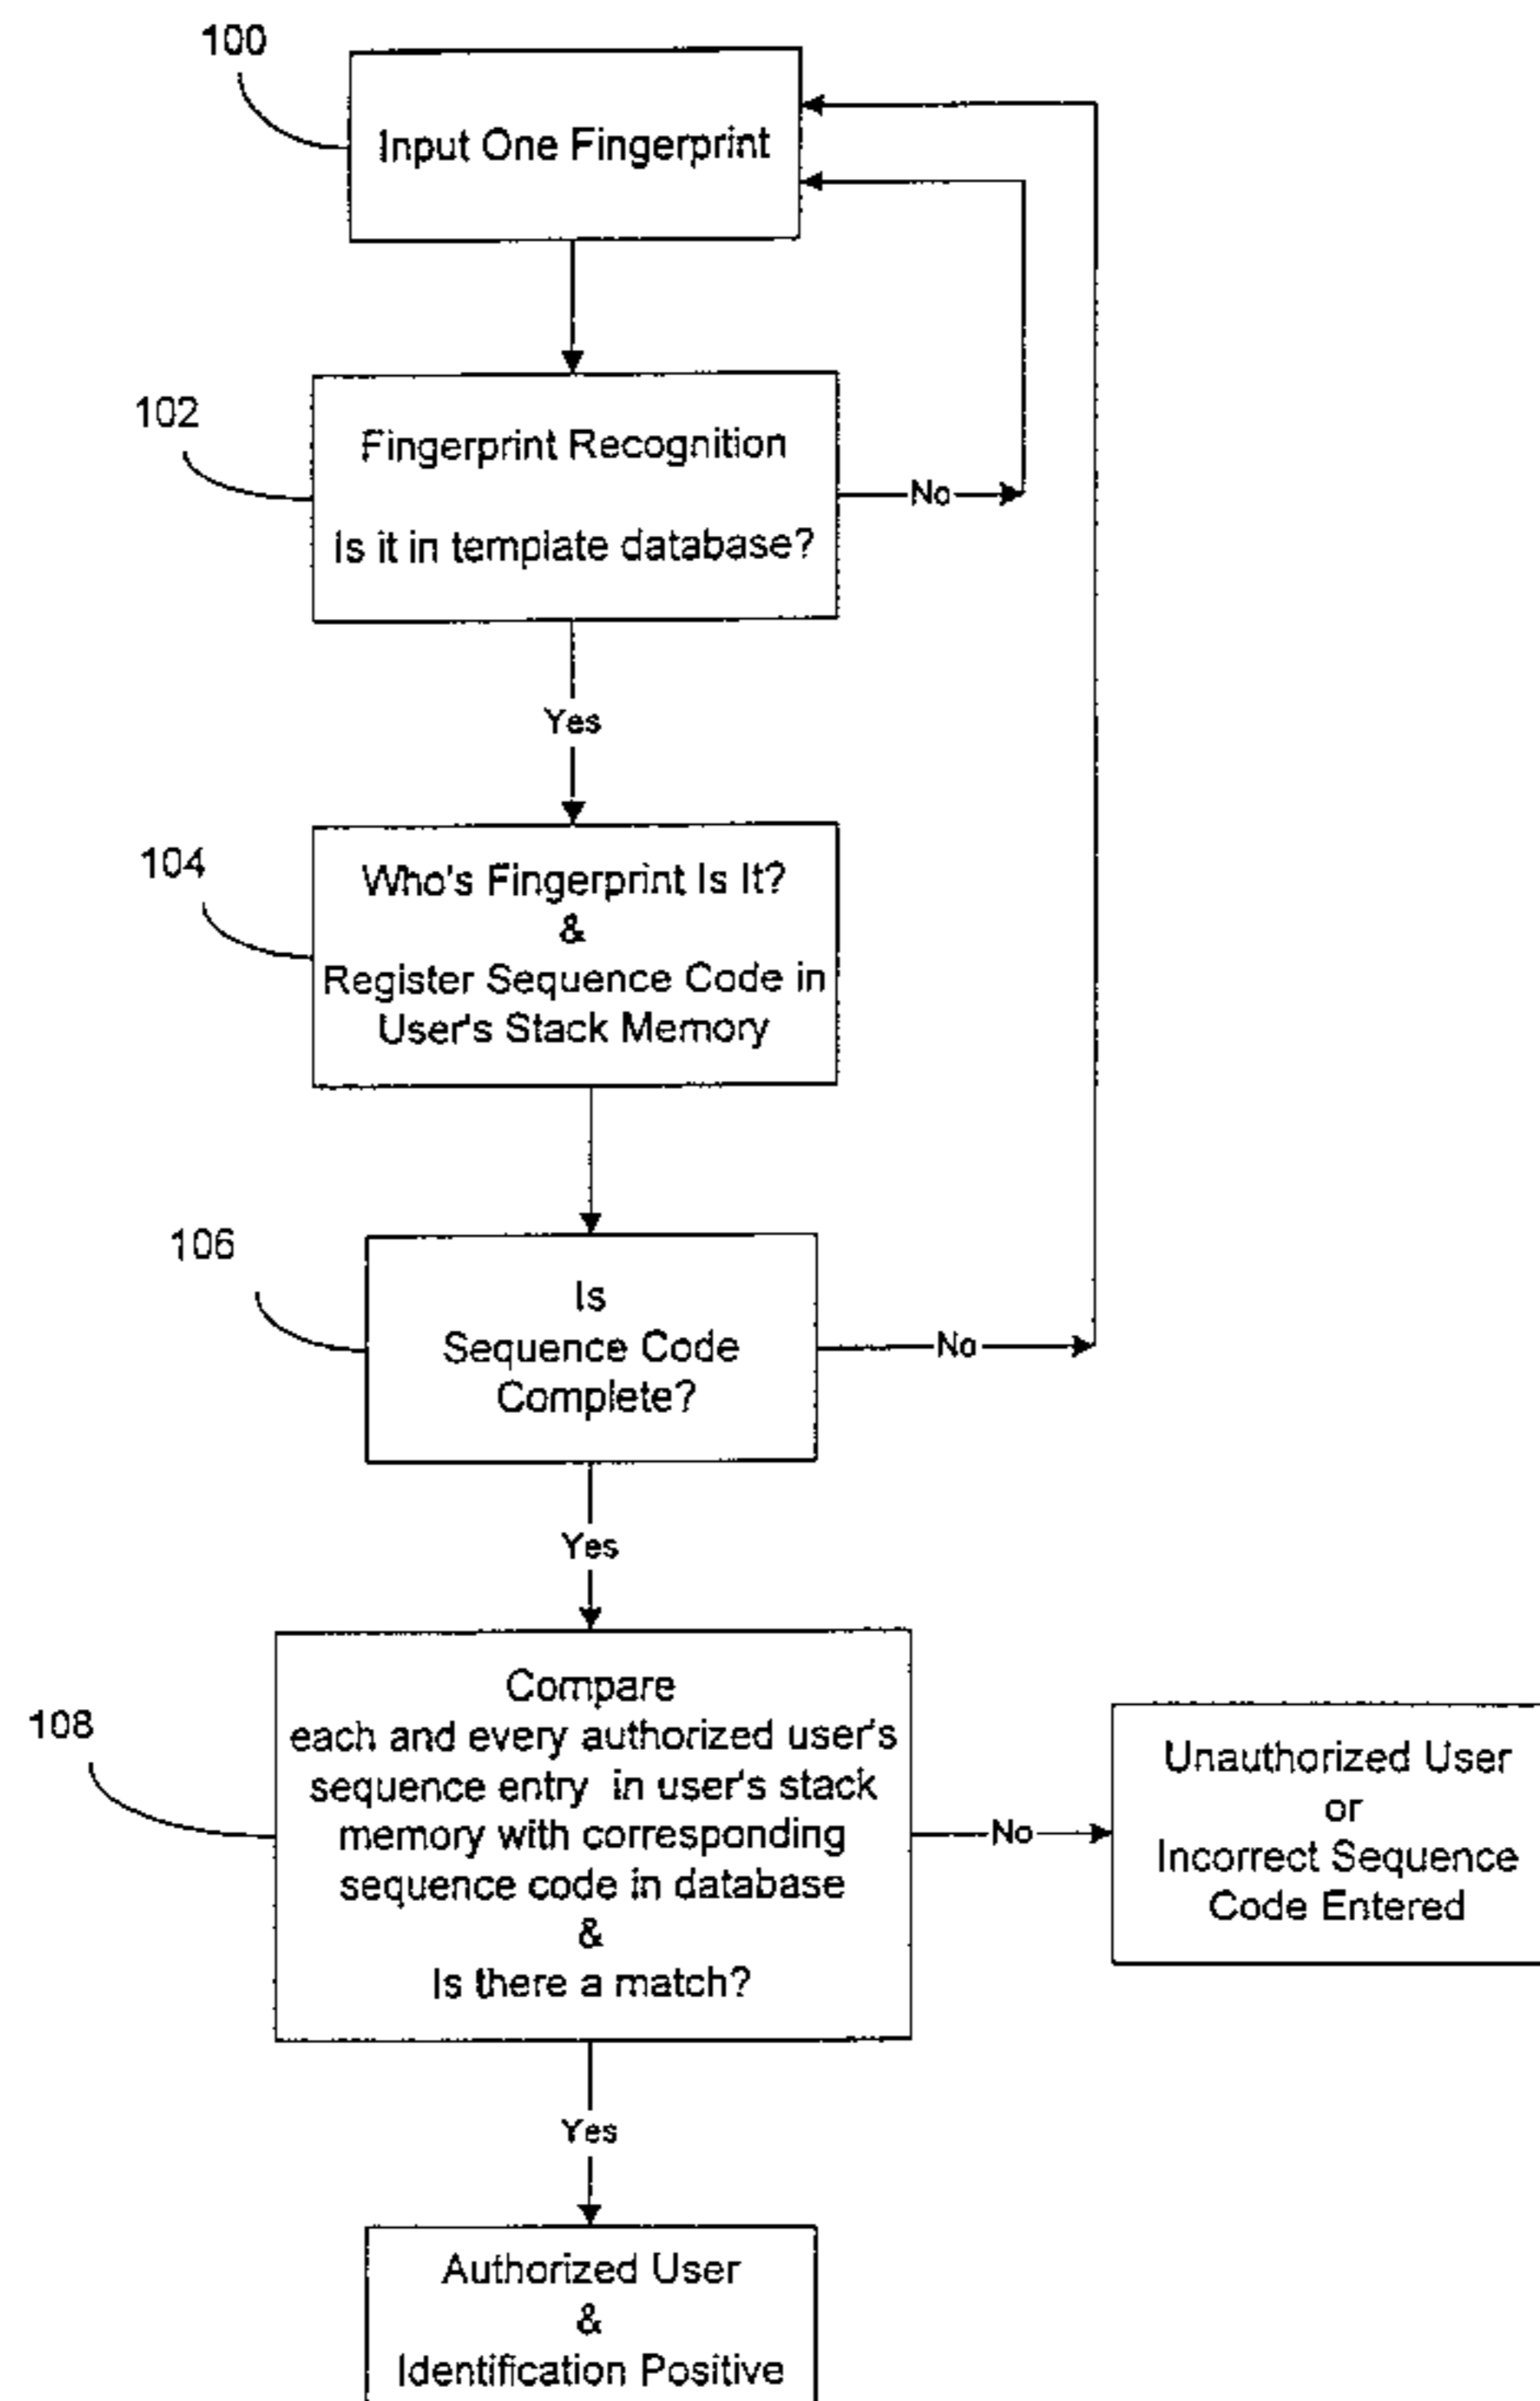 100
Input One Fingerprint
102
Fingerprint Recognition
Is it in template database?
No
Yes
104
Who's Fingerprint Is It?
&
Register Sequence Code in
User's Stack Memory
106
Is
Sequence Code
Complete?
No
Yes
108
Compare
each and every authorized user's
sequence entry in user's stack
memory with corresponding
sequence code in database
&
Is there a match?
No
Unauthorized User
or
Incorrect Sequence
Code Entered
Yes
Authorized User
&
Identification Positive